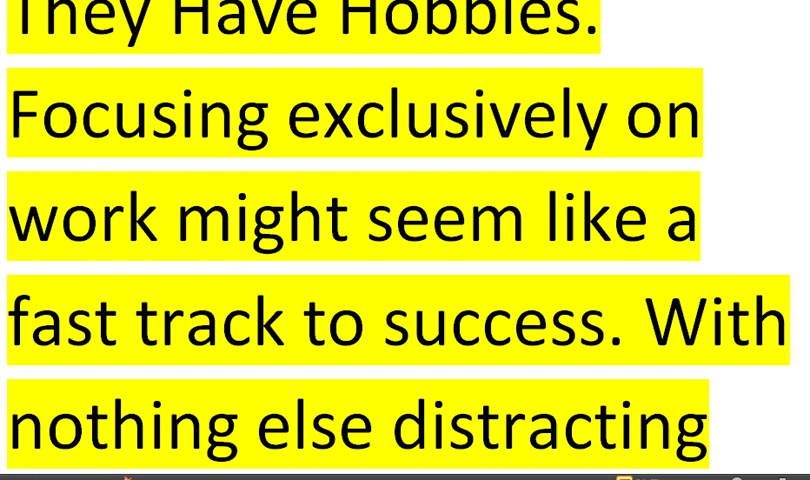 They Have Hobbies.
Focusing exclusively on
work might seem like a
fast track to success. With
nothing else distracting